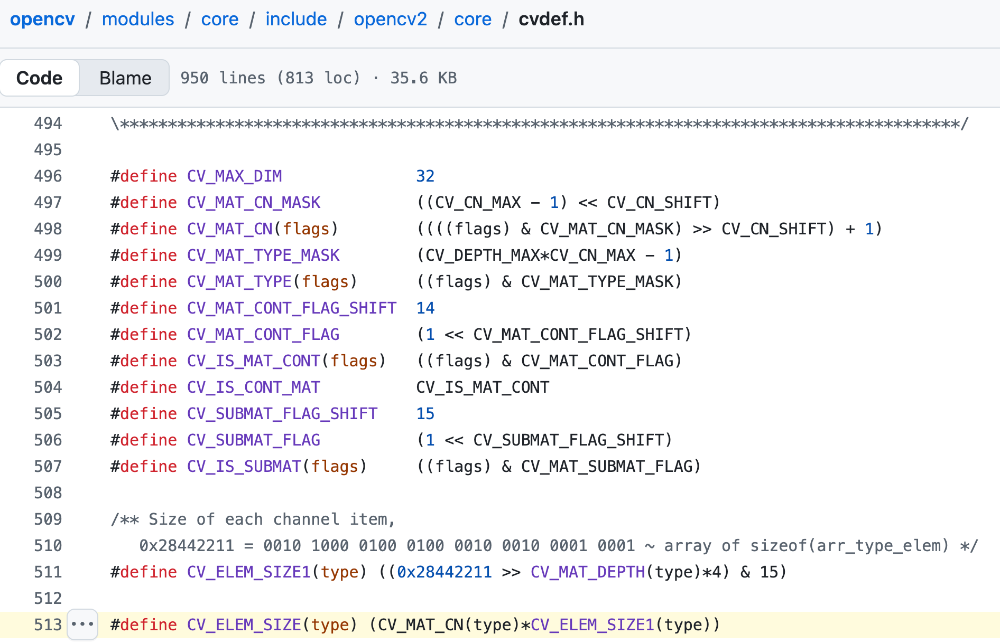 opencv / modules / core / include / opencv2 / core / cvdef.h
Code Blame 950 lines (813 loc) · 35.6 KB
494 \****************************************************************************************/
495
496 #define CV_MAX_DIM 32
497 #define CV_MAT_CN_MASK ((CV_CN_MAX - 1) << CV_CN_SHIFT)
498 #define CV_MAT_CN(flags) ((((flags) & CV_MAT_CN_MASK) >> CV_CN_SHIFT) + 1)
499 #define CV_MAT_TYPE_MASK (CV_DEPTH_MAX*CV_CN_MAX - 1)
500 #define CV_MAT_TYPE(flags) ((flags) & CV_MAT_TYPE_MASK)
501 #define CV_MAT_CONT_FLAG_SHIFT 14
502 #define CV_MAT_CONT_FLAG (1 << CV_MAT_CONT_FLAG_SHIFT)
503 #define CV_IS_MAT_CONT(flags) ((flags) & CV_MAT_CONT_FLAG)
504 #define CV_IS_CONT_MAT CV_IS_MAT_CONT
505 #define CV_SUBMAT_FLAG_SHIFT 15
506 #define CV_SUBMAT_FLAG (1 << CV_SUBMAT_FLAG_SHIFT)
507 #define CV_IS_SUBMAT(flags) ((flags) & CV_MAT_SUBMAT_FLAG)
508
509 /** Size of each channel item,
510 0x28442211 = 0010 1000 0100 0100 0010 0010 0001 0001 ~ array of sizeof(arr_type_elem) */
511 #define CV_ELEM_SIZE1(type) ((0x28442211 >> CV_MAT_DEPTH(type)*4) & 15)
512
513 ··· #define CV_ELEM_SIZE(type) (CV_MAT_CN(type)*CV_ELEM_SIZE1(type))